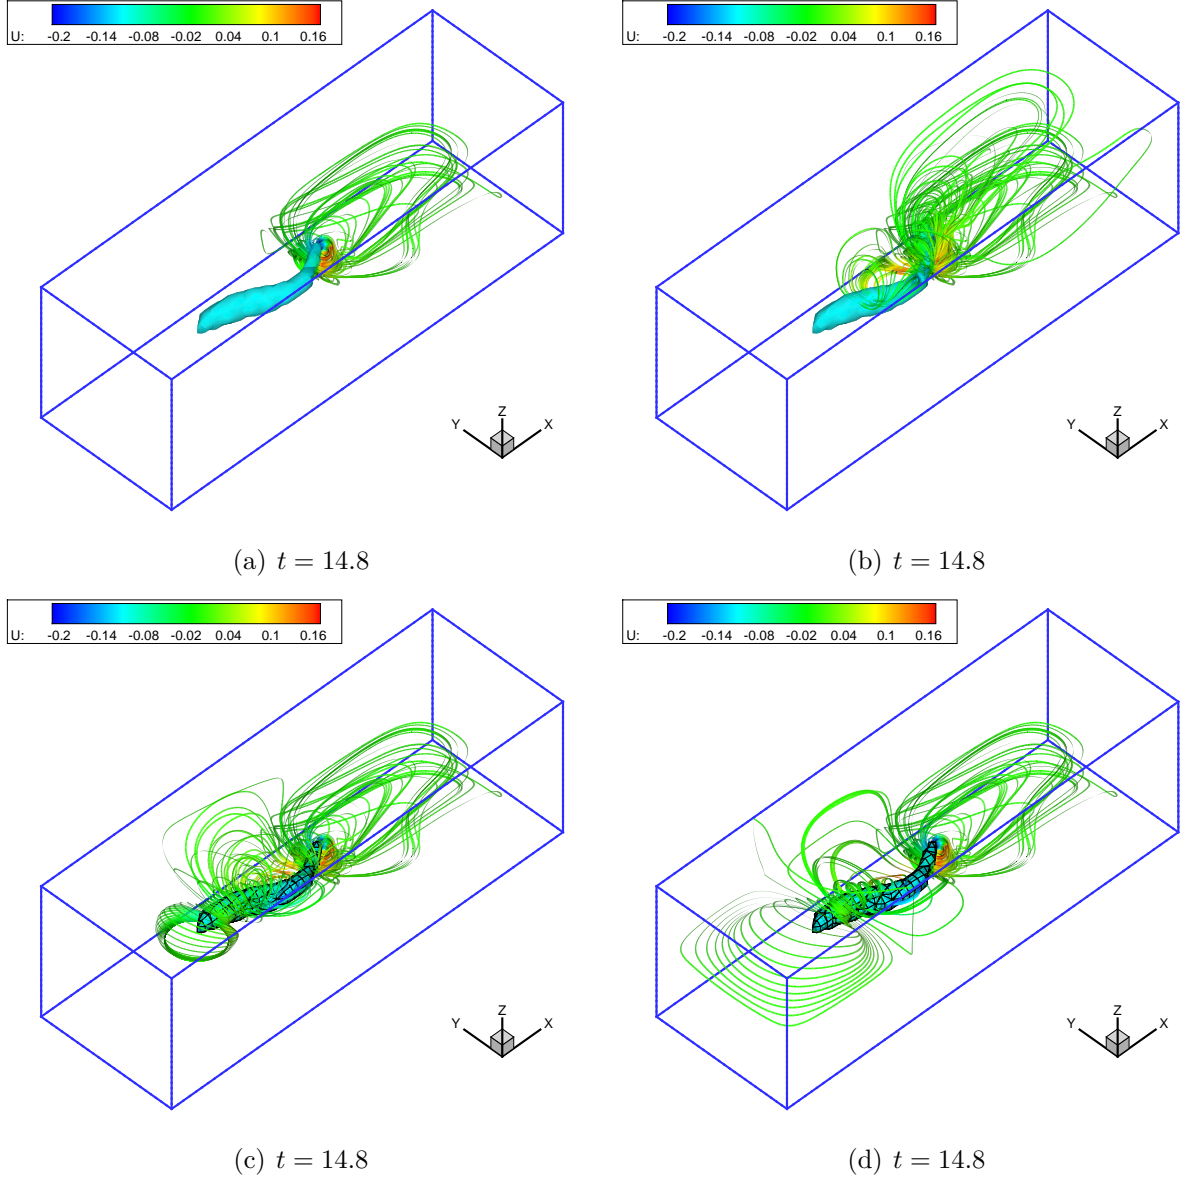 U: -0.2 -0.14 -0.08 -0.02 0.04 0.1 0.16
U: -0.2 -0.14 -0.08 -0.02 0.04 0.1 0.16
Y Z X
Y Z X
(a) t = 14.8
(b) t = 14.8
U: -0.2 -0.14 -0.08 -0.02 0.04 0.1 0.16
U: -0.2 -0.14 -0.08 -0.02 0.04 0.1 0.16
Y Z X
Y Z X
(c) t = 14.8
(d) t = 14.8